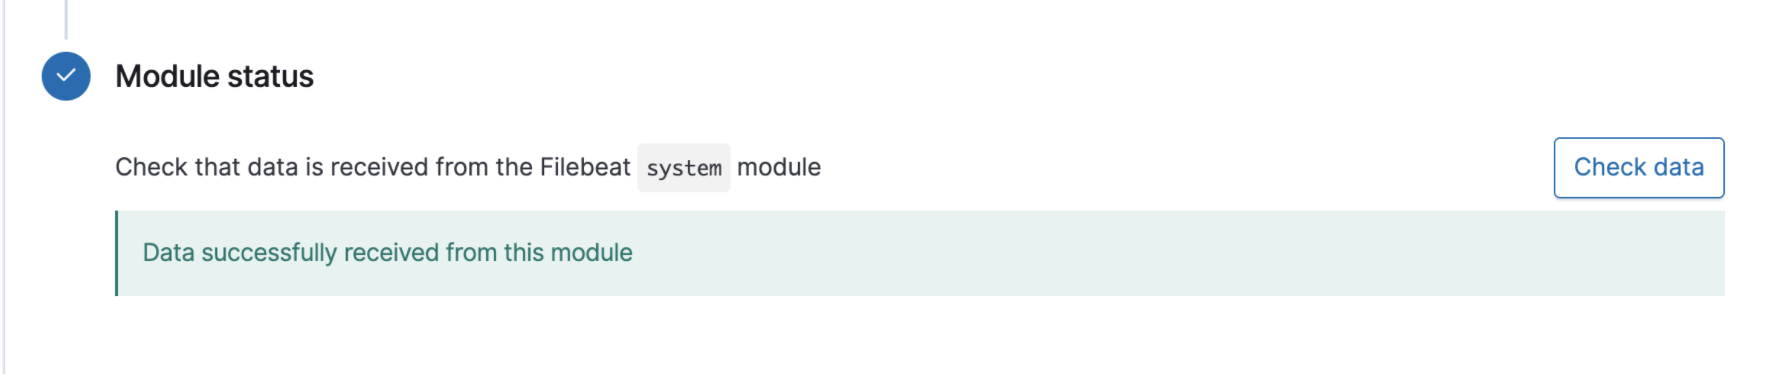 Module status
Check that data is received from the Filebeat system module
Check data
Data successfully received from this module